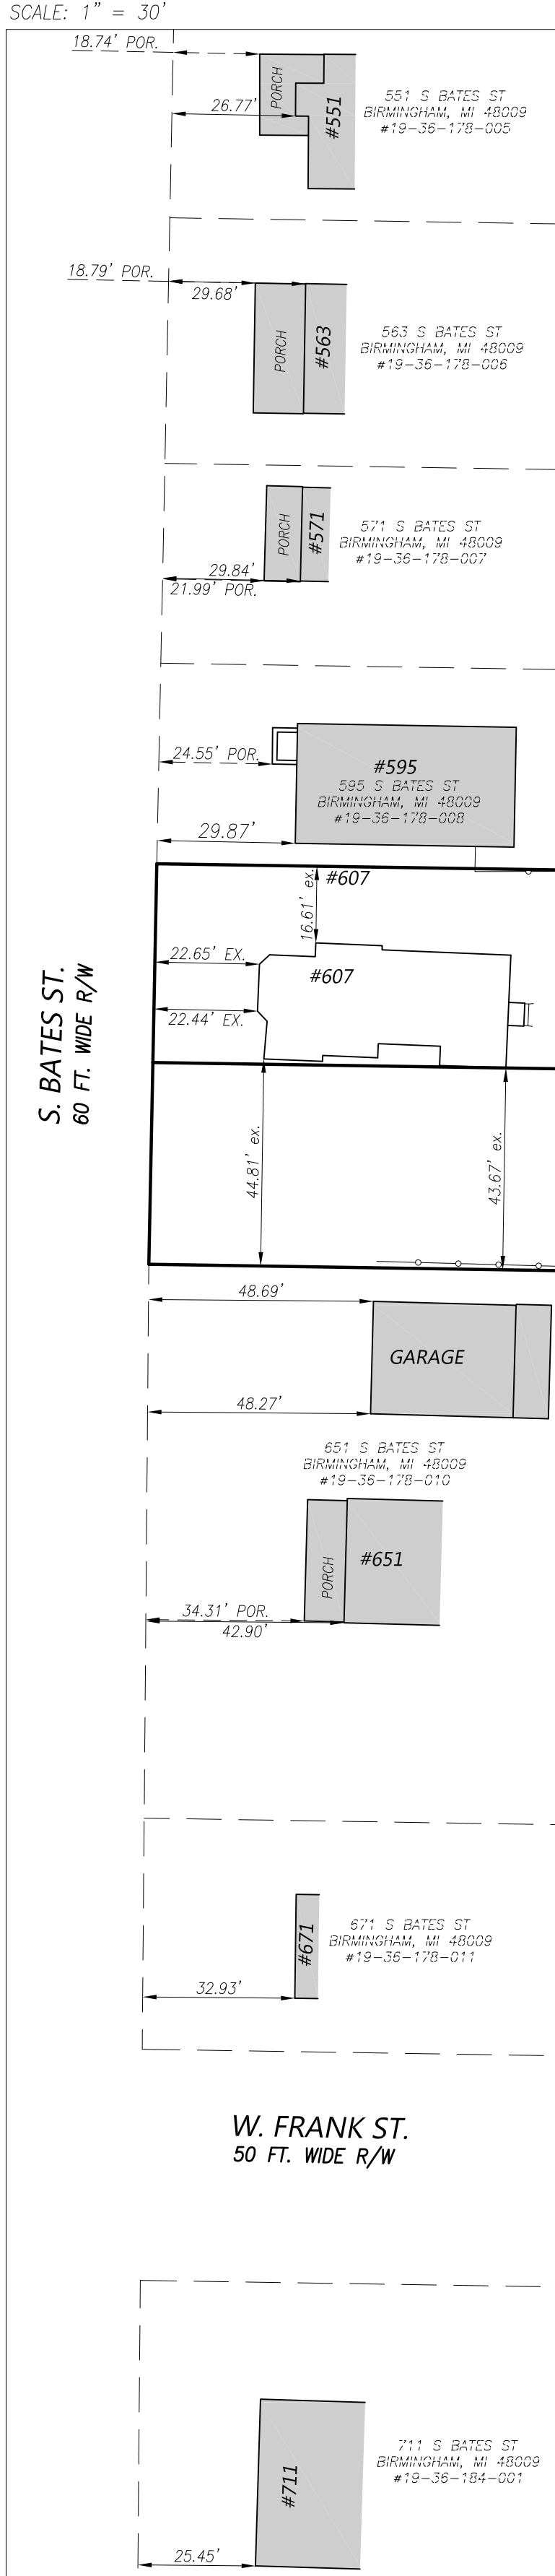 SCALE: 1" = 30'
18.74' POR.
PORCH
26.77'
#551
551 S BATES ST
BIRMINGHAM, MI 48009
#19-36-178-005
18.79' POR.
29.68'
PORCH
#563
563 S BATES ST
BIRMINGHAM, MI 48009
#19-36-178-006
PORCH
#571
571 S BATES ST
BIRMINGHAM, MI 48009
#19-36-178-007
29.84'
21.99' POR.
24.55' POR.
#595
595 S BATES ST
BIRMINGHAM, MI 48009
#19-36-178-008
29.87'
#607
16.61' ex.
22.65' EX.
#607
22.44' EX.
S. BATES ST.
60 FT. WIDE R/W
44.81' ex.
43.67' ex.
48.69'
GARAGE
48.27'
651 S BATES ST
BIRMINGHAM, MI 48009
#19-36-178-010
PORCH
#651
34.31' POR.
42.90'
#671
671 S BATES ST
BIRMINGHAM, MI 48009
#19-36-178-011
32.93'
W. FRANK ST.
50 FT. WIDE R/W
#711
711 S BATES ST
BIRMINGHAM, MI 48009
#19-36-184-001
25.45'